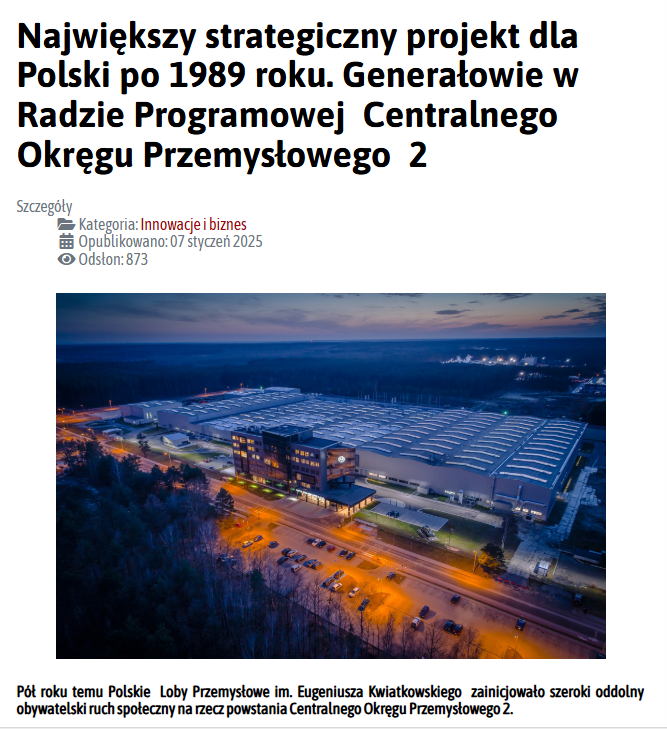 Największy strategiczny projekt dla
Polski po 1989 roku. Generałowie w
Radzie Programowej Centralnego
Okręgu Przemysłowego 2
Szczegóły
Kategoria: Innowacje i biznes
Opublikowano: 07 styczeń 2025
Odsłon: 873
Pół roku temu Polskie Loby Przemysłowe im. Eugeniusza Kwiatkowskiego zainicjowało szeroki oddolny
obywatelski ruch społeczny na rzecz powstania Centralnego Okręgu Przemysłowego 2.